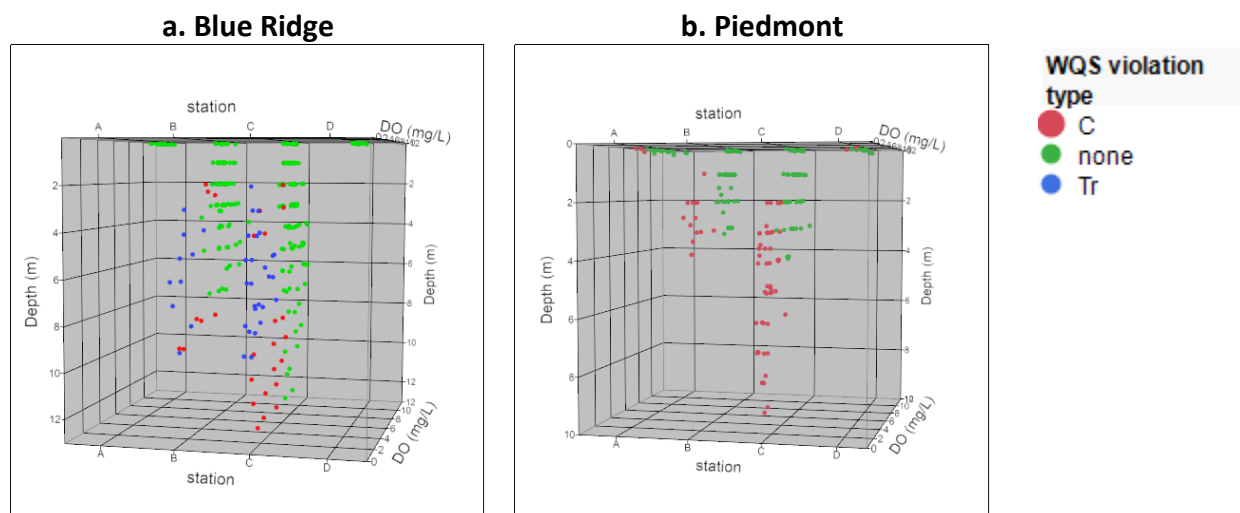 a. Blue Ridge
b. Piedmont
WQS violation
type
C
none
Tr
station
A
B
C
D
DO (mg/L)
2
4
6
8
10
12
Depth (m)
2
4
6
8
10
12
Depth (m)
12
10
8
6
4
2
0
DO (mg/L)
A
B
C
D
station
station
A
B
C
D
DO (mg/L)
0
2
4
6
8
10
Depth (m)
2
4
6
8
Depth (m)
10
8
6
4
2
0
DO (mg/L)
A
B
C
D
station